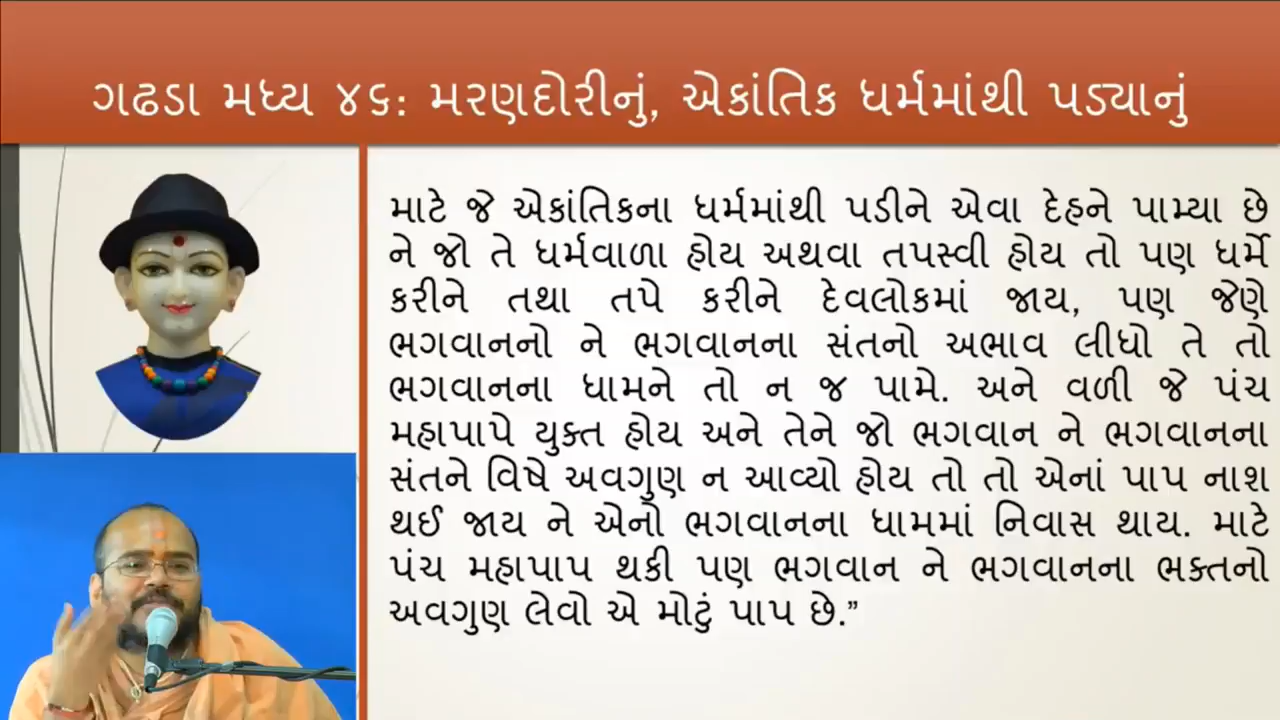 ગઢડા મધ્ય ૪૬: મરણદોરીનું, એકાંતિક ધર્મમાંથી પડ્યાનું
માટે જે એકાંતિકના ધર્મમાંથી પડીને એવા દેહને પામ્યા છે
ને જો તે ધર્મવાળા હોય અથવા તપસ્વી હોય તો પણ ધર્મે
કરીને તથા તપે કરીને દેવલોકમાં જાય, પણ જેણે
ભગવાનનો ને ભગવાનના સંતનો અભાવ લીધો તે તો
ભગવાનના ધામને તો ન જ પામે. અને વળી જે પંચ
મહાપાપે યુક્ત હોય અને તેને જો ભગવાન ને ભગવાનના
સંતને વિષે અવગુણ ન આવ્યો હોય તો તો એનાં પાપ નાશ
થઈ જાય ને એનો ભગવાનના ધામમાં નિવાસ થાય. માટે
પંચ મહાપાપ થકી પણ ભગવાન ને ભગવાનના ભક્તનો
અવગુણ લેવો એ મોટું પાપ છે.”